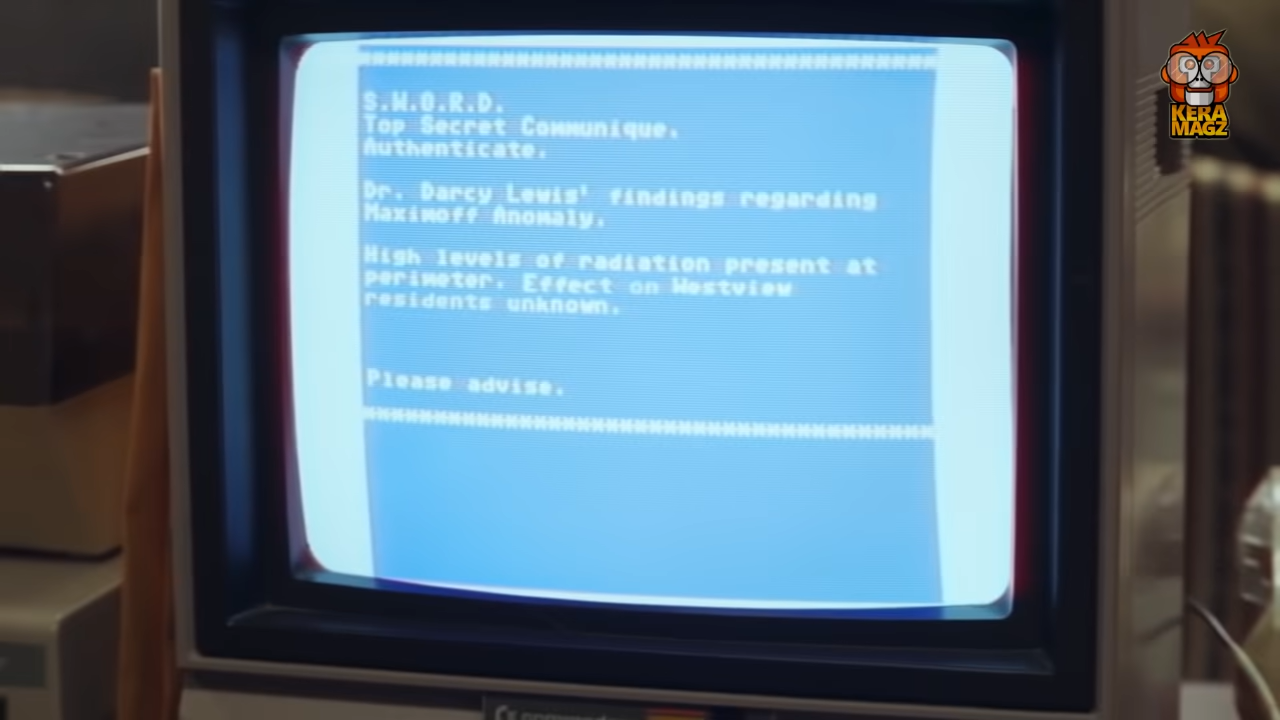 ****************************************
S.W.O.R.D.
Top Secret Communique.
Authenticate.
Dr. Darcy Lewis' findings regarding
Maximoff Anomaly.
High levels of radiation present at
perimeter. Effect on Westview
residents unknown.
Please advise.
****************************************
KERA
MAGZ